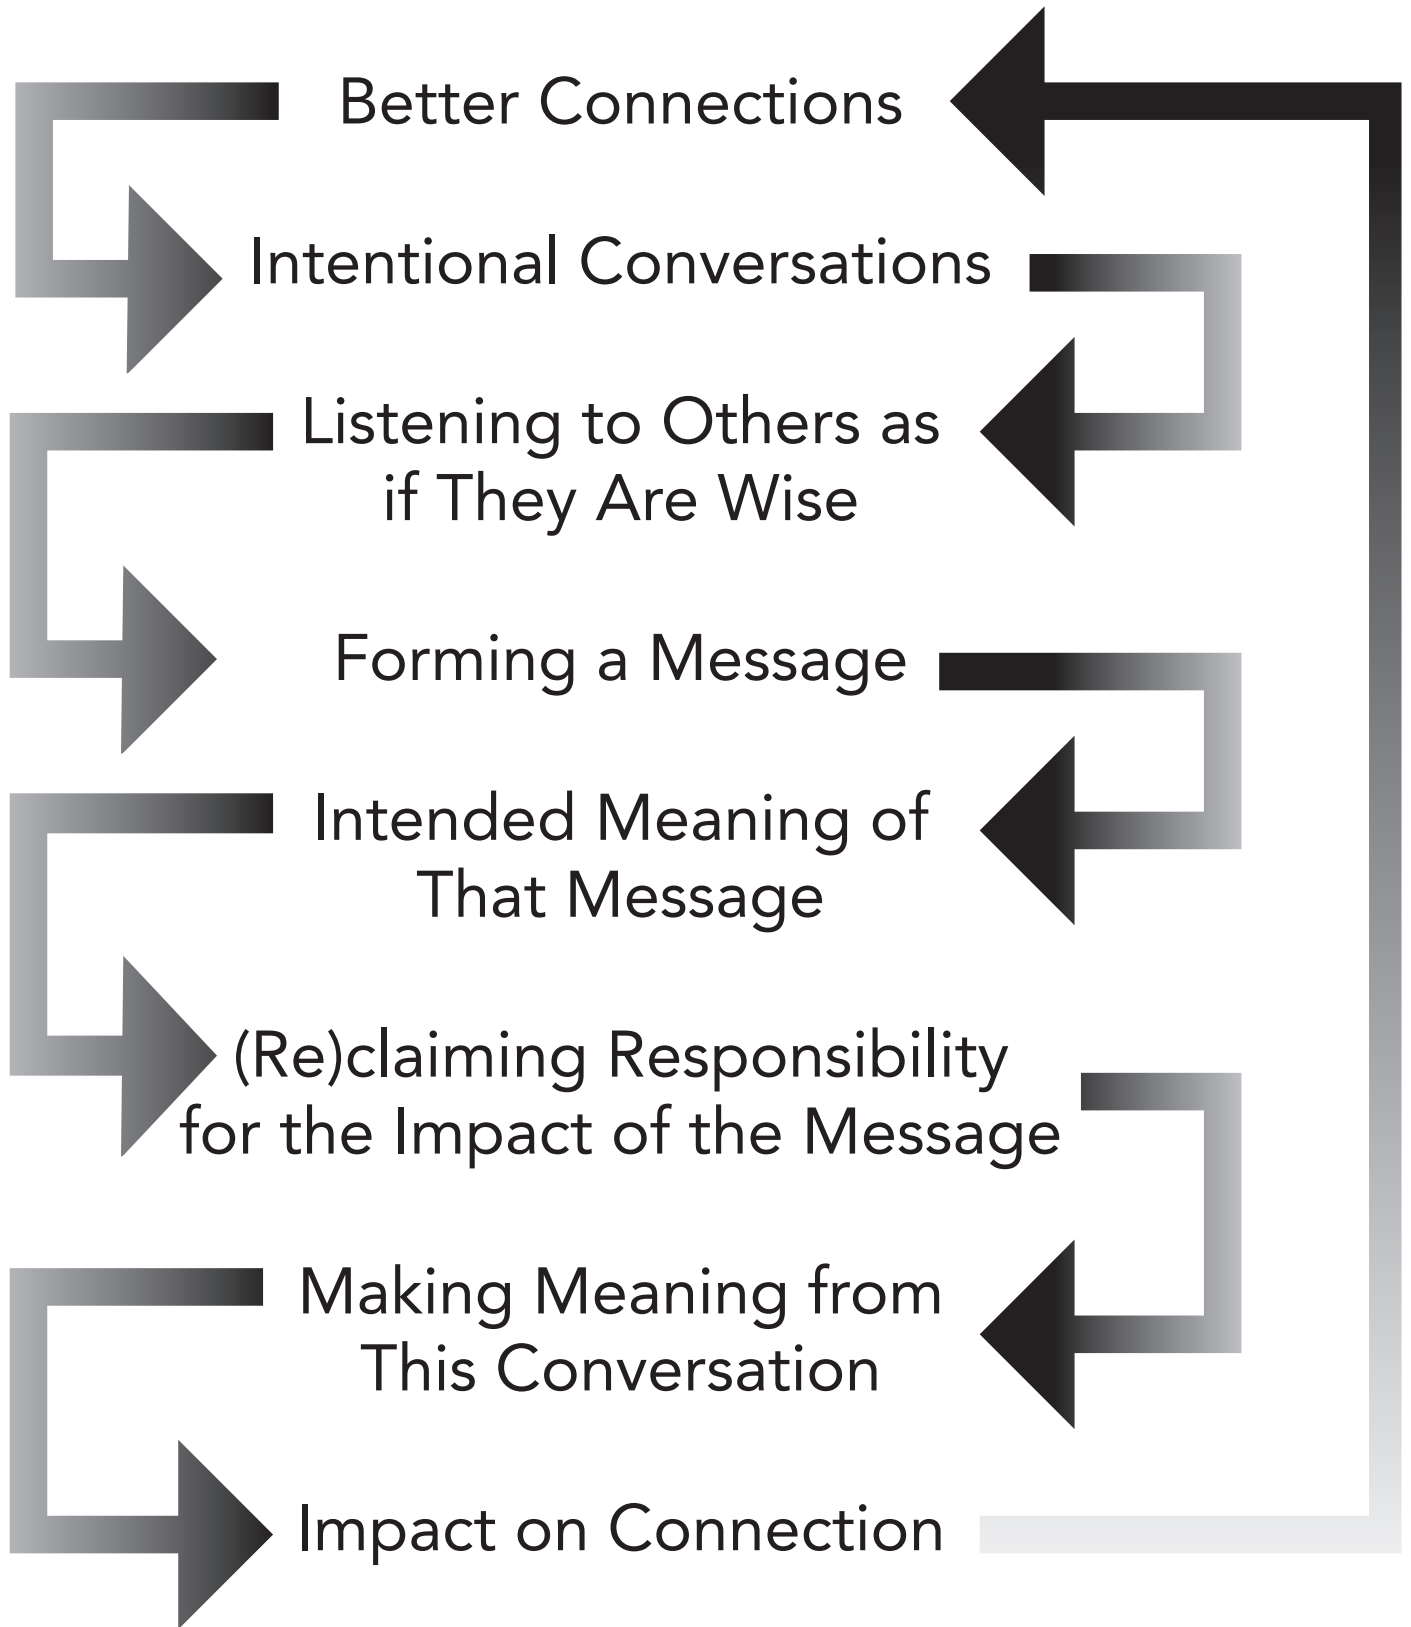 Better Connections
Intentional Conversations
Listening to Others as
if They Are Wise
Forming a Message
Intended Meaning of
That Message
(Re)claiming Responsibility
for the Impact of the Message
Making Meaning from
This Conversation
Impact on Connection